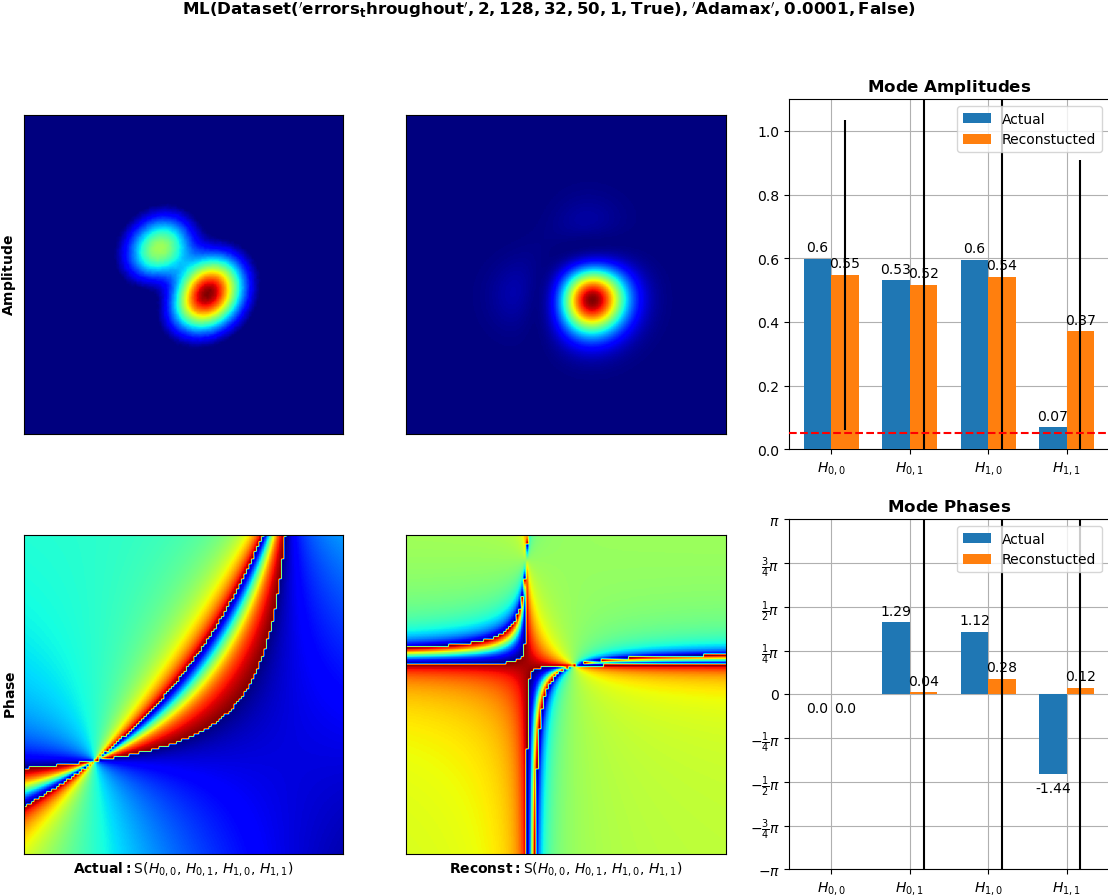 ML(Dataset('errors_throughout', 2, 128, 32, 50, 1, True), 'Adamax', 0.0001, False)
Mode Amplitudes
Amplitude
1.0
0.8
0.6
0.4
0.2
0.0
Actual
Reconstucted
0.6
0.55
0.53
0.52
0.6
0.54
0.07
0.37
H0,0
H0,1
H1,0
H1,1
Mode Phases
Phase
π
3/4π
1/2π
1/4π
0
−1/4π
−1/2π
−3/4π
−π
Actual
Reconstucted
0.0
0.0
1.29
0.04
1.12
0.28
-1.44
0.12
H0,0
H0,1
H1,0
H1,1
Actual: S(H0,0, H0,1, H1,0, H1,1)
Reconst: S(H0,0, H0,1, H1,0, H1,1)